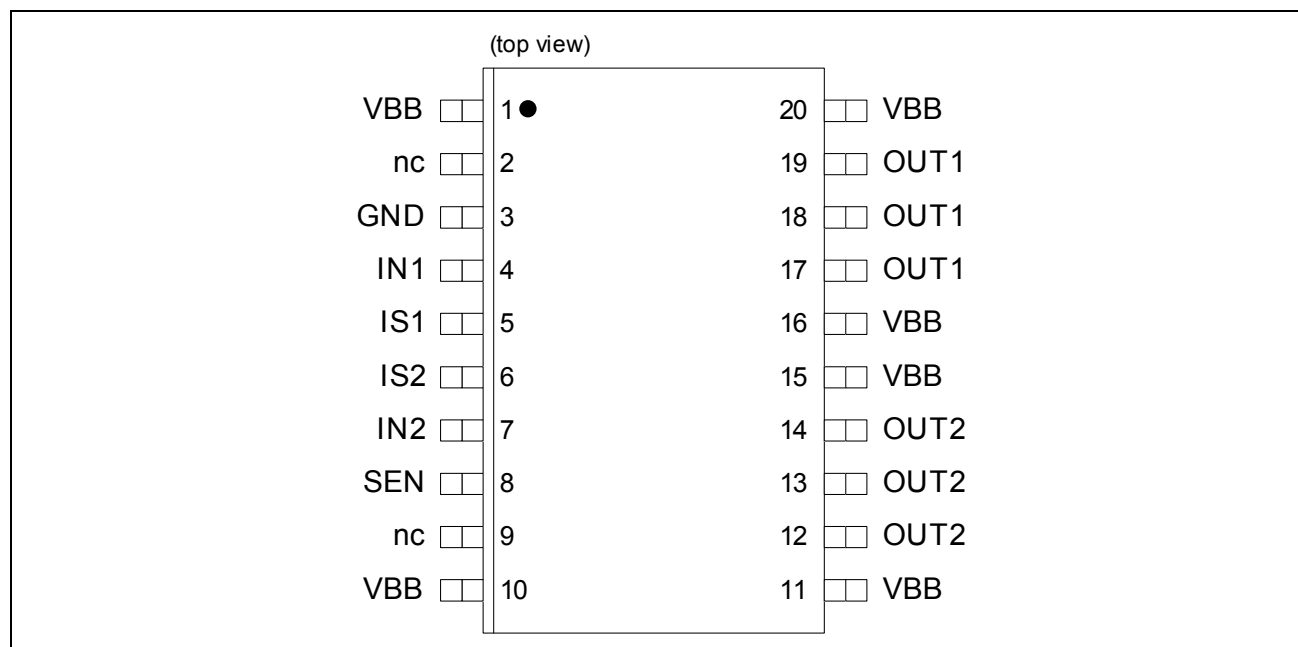 (top view)
VBB 1 20 VBB
nc 2 19 OUT1
GND 3 18 OUT1
IN1 4 17 OUT1
IS1 5 16 VBB
IS2 6 15 VBB
IN2 7 14 OUT2
SEN 8 13 OUT2
nc 9 12 OUT2
VBB 10 11 VBB